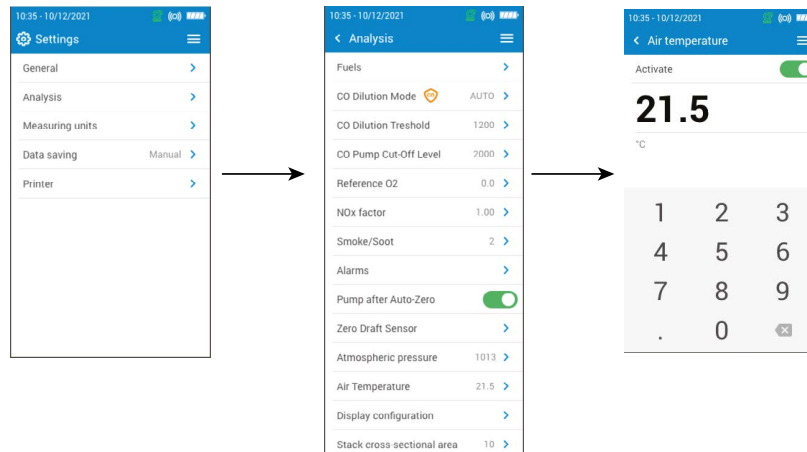 10:35 - 10/12/2021
Settings
General
Analysis
Measuring units
Data saving Manual
Printer
10:35 - 10/12/2021
Analysis
Fuels
CO Dilution Mode CO AUTO
CO Dilution Treshold 1200
CO Pump Cut-Off Level 2000
Reference O2 0.0
NOx factor 1.00
Smoke/Soot 2
Alarms
Pump after Auto-Zero
Zero Draft Sensor
Atmospheric pressure 1013
Air Temperature 21.5
Display configuration
Stack cross-sectional area 10
10:35 - 10/12/2021
Air temperature
Activate
21.5
°C
1 2 3
4 5 6
7 8 9
. 0